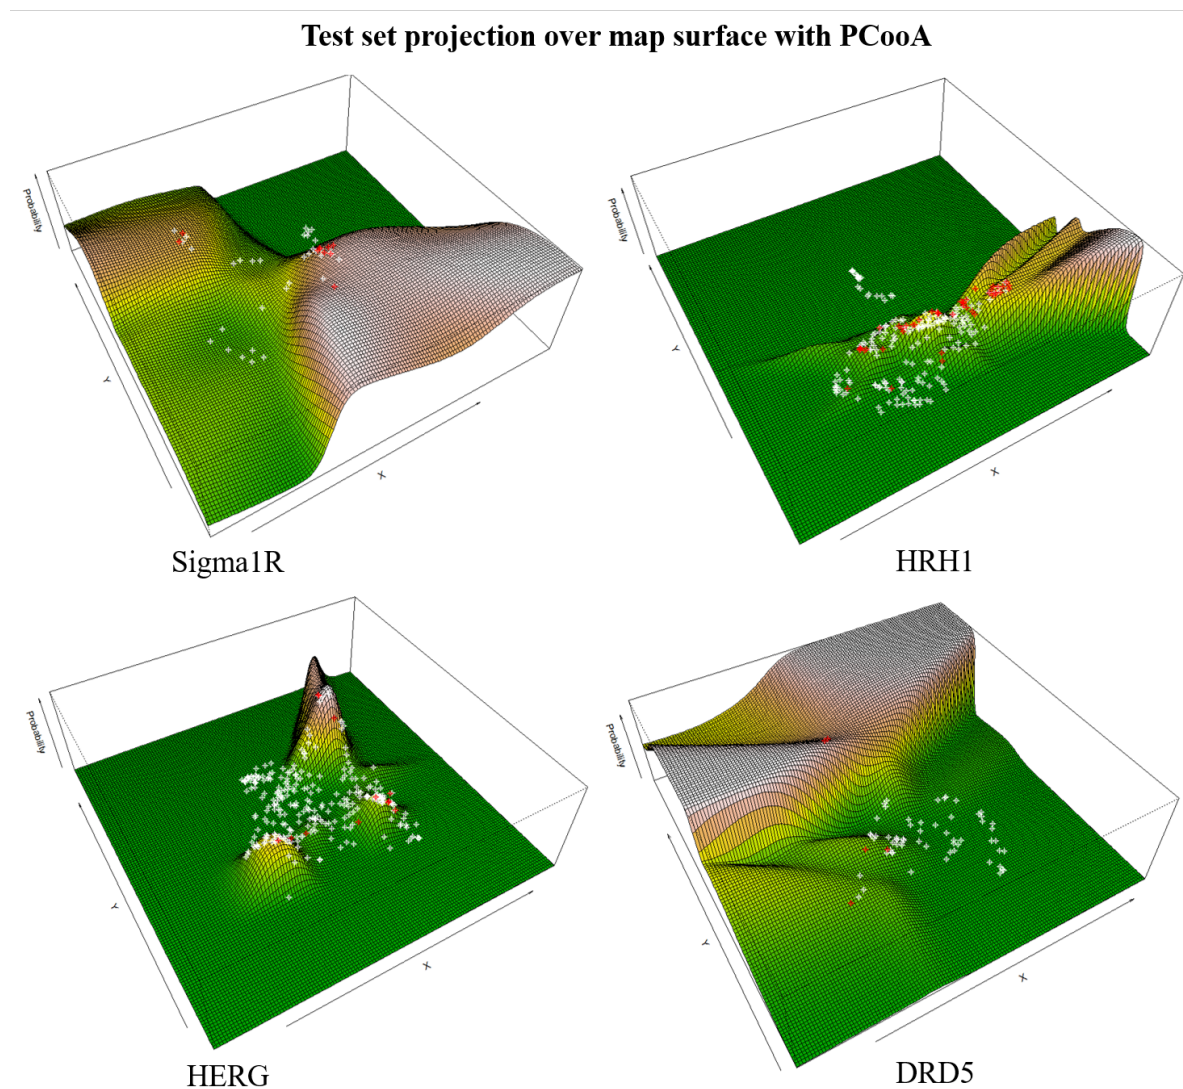 Test set projection over map surface with PCooA
Probability
Y
X
Sigma1R
Probability
Y
X
HRH1
Probability
Y
X
HERG
Probability
Y
X
DRD5